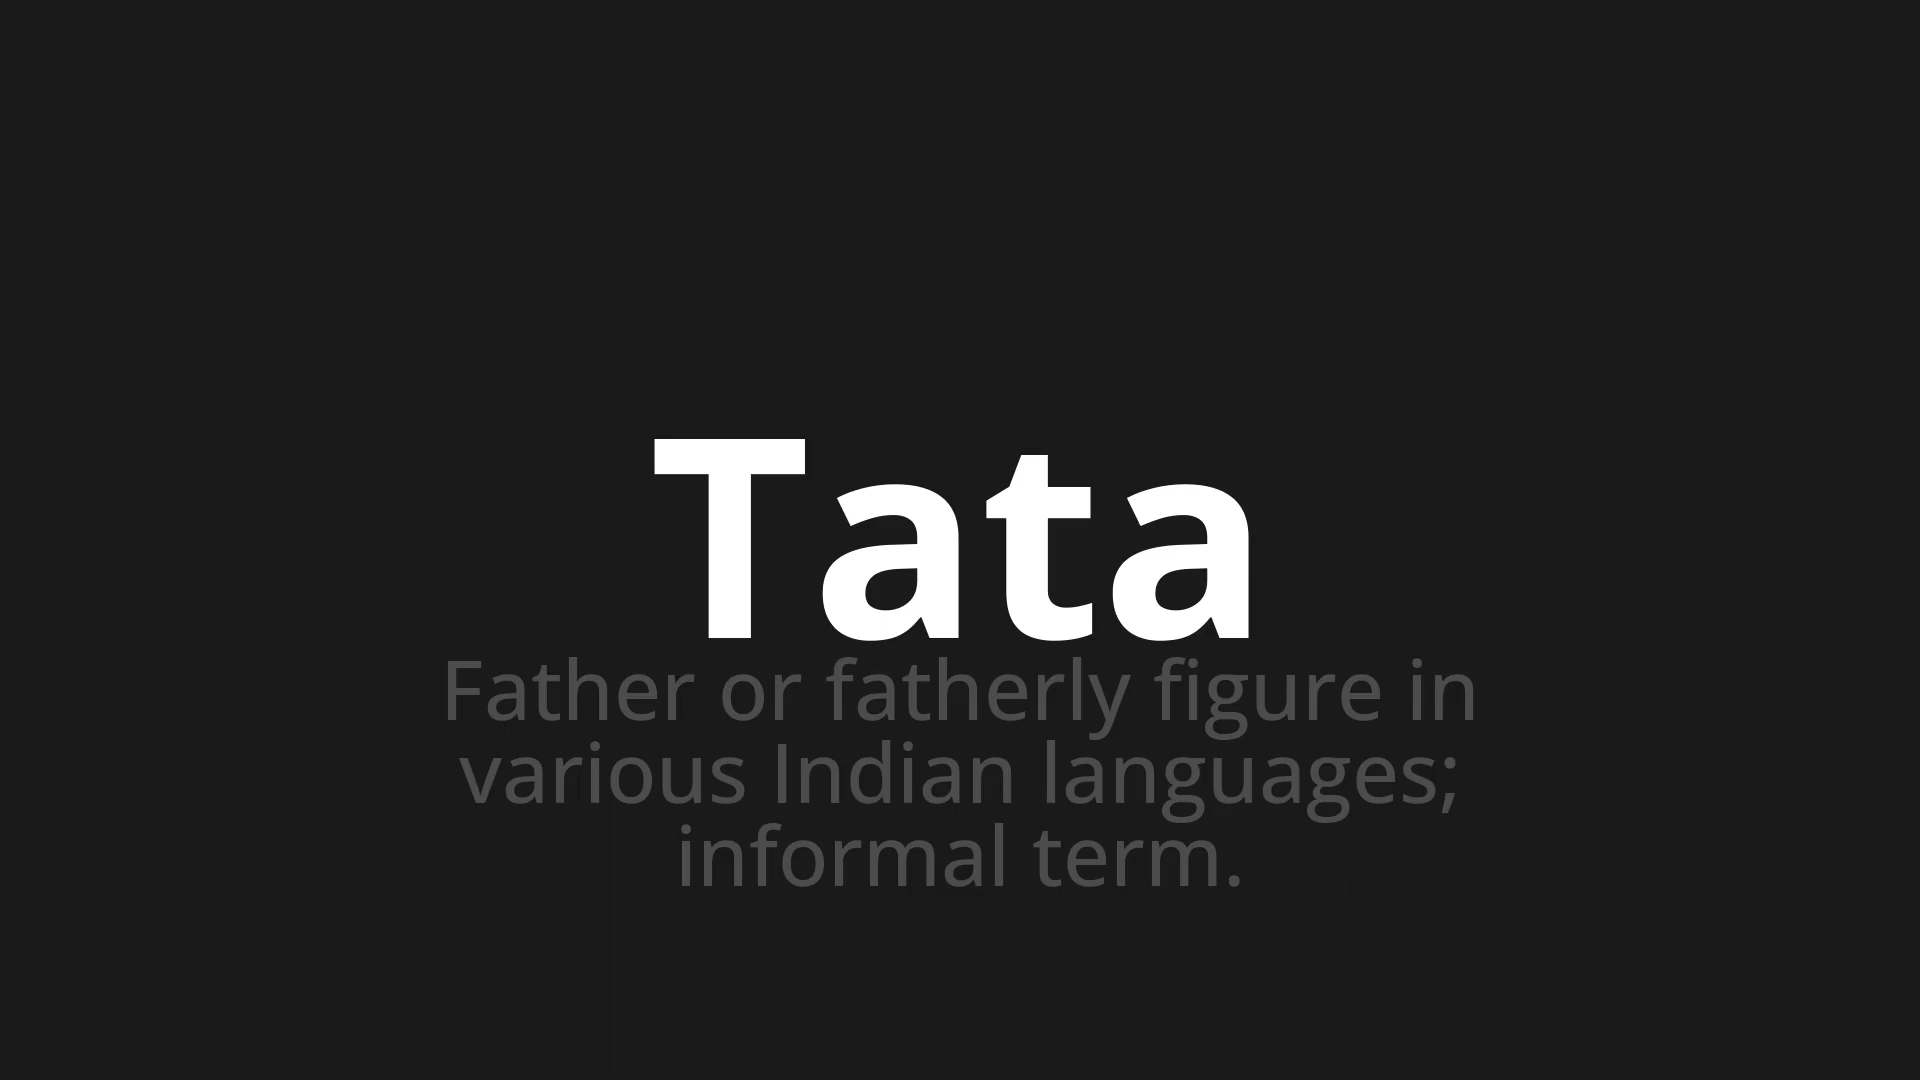 Tata
Father or fatherly figure in
various Indian languages;
informal term.